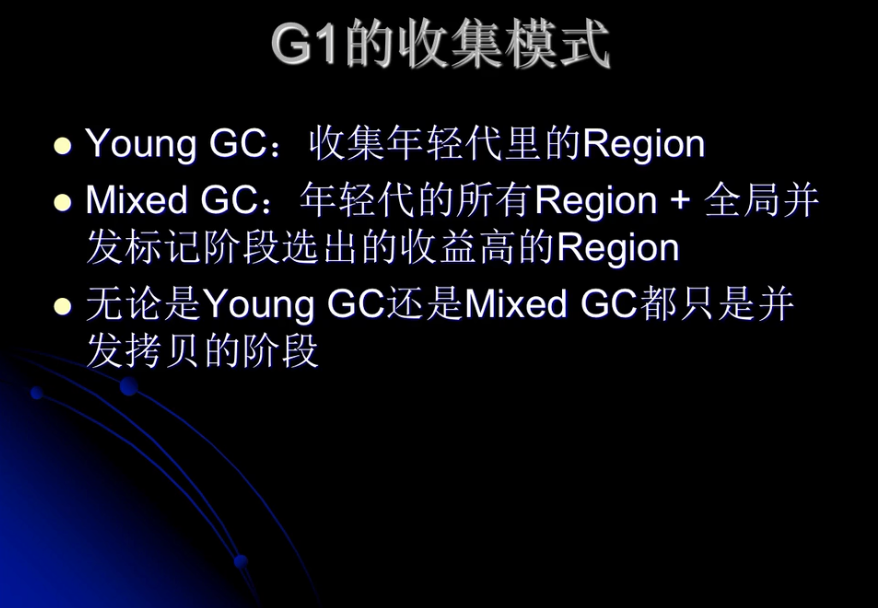 G1的收集模式
Young GC：收集年轻代里的Region
Mixed GC：年轻代的所有Region + 全局并
发标记阶段选出的收益高的Region
无论是Young GC还是Mixed GC都只是并
发拷贝的阶段